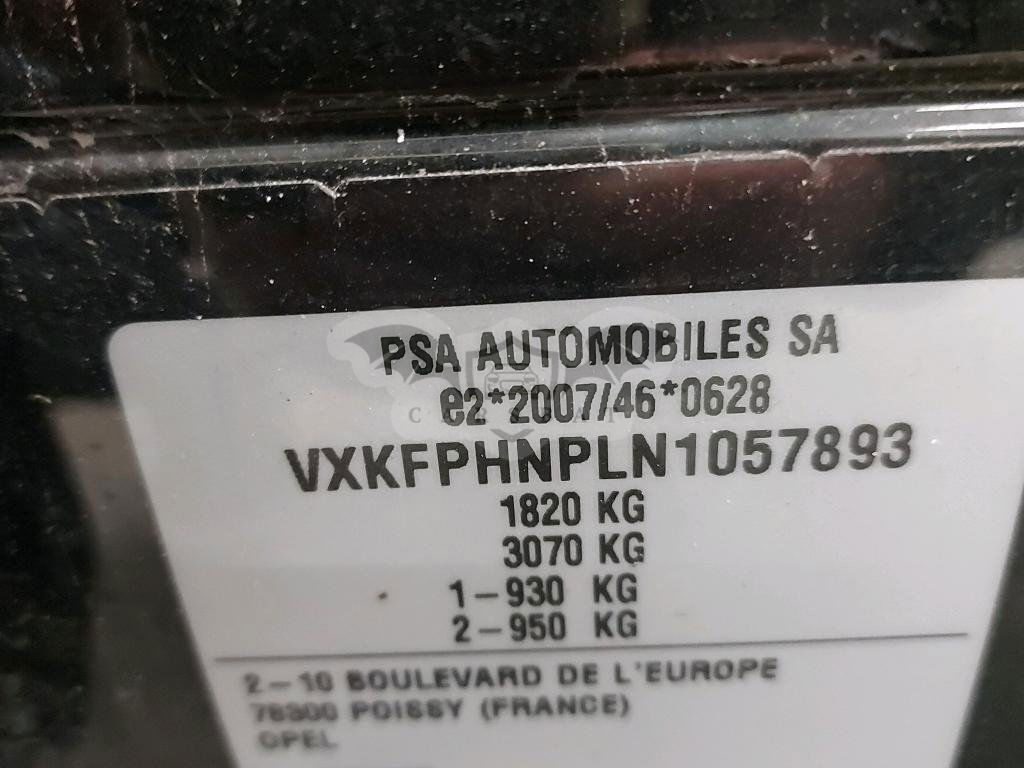 PSA AUTOMOBILES SA
e2*2007/46*0628
VXKFPHNPLN1057893
1820 KG
3070 KG
1-930 KG
2-950 KG
2-10 BOULEVARD DE L'EUROPE
78300 POISSY (FRANCE)
OPEL